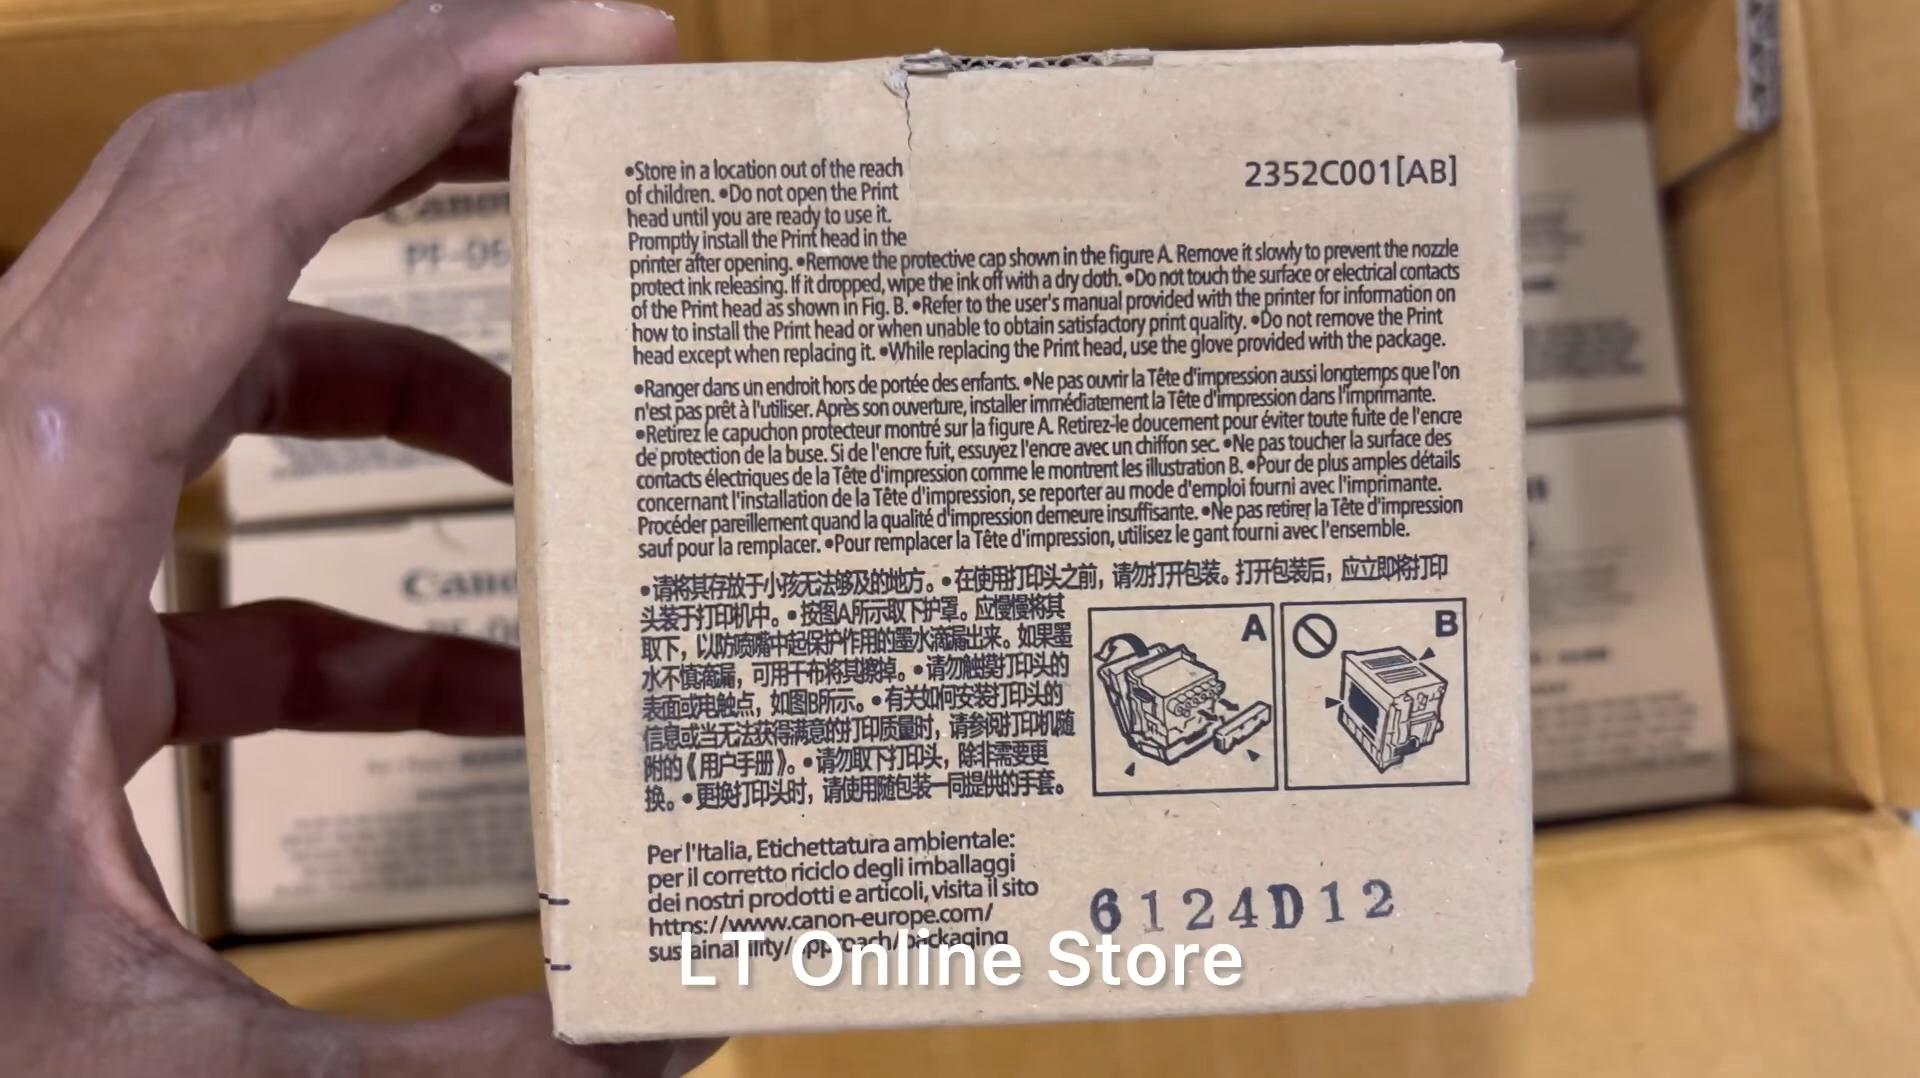 •Store in a location out of the reach
of children. •Do not open the Print
head until you are ready to use it.
Promptly install the Print head in the
printer after opening. •Remove the protective cap shown in the figure A. Remove it slowly to prevent the nozzle
protect ink releasing. If it dropped, wipe the ink off with a dry cloth. •Do not touch the surface or electrical contacts
of the Print head as shown in Fig. B. •Refer to the user's manual provided with the printer for information on
how to install the Print head or when unable to obtain satisfactory print quality. •Do not remove the Print
head except when replacing it. •While replacing the Print head, use the glove provided with the package.
2352C001[AB]
•Ranger dans un endroit hors de portée des enfants. •Ne pas ouvrir la Tête d'impression aussi longtemps que l'on
n'est pas prêt à l'utiliser. Après son ouverture, installer immédiatement la Tête d'impression dans l'imprimante.
•Retirez le capuchon protecteur montré sur la figure A. Retirez-le doucement pour éviter toute fuite de l'encre
de protection de la buse. Si de l'encre fuit, essuyez l'encre avec un chiffon sec. •Ne pas toucher la surface des
contacts électriques de la Tête d'impression comme le montrent les illustration B. •Pour de plus amples détails
concernant l'installation de la Tête d'impression, se reporter au mode d'emploi fourni avec l'imprimante.
Procéder pareillement quand la qualité d'impression demeure insuffisante. •Ne pas retirer la Tête d'impression
sauf pour la remplacer. •Pour remplacer la Tête d'impression, utilisez le gant fourni avec l'ensemble.
•请将其存放于小孩无法够及的地方。•在使用打印头之前，请勿打开包装。打开包装后，应立即将打印
头装于打印机中。•按图A所示取下护罩。应慢慢将其
取下，以防喷嘴中起保护作用的墨水滴漏出来。如果墨
水不慎滴漏，可用干布将其擦掉。•请勿触摸打印头的
表面或电触点，如图B所示。•有关如何安装打印头的
信息或当无法获得满意的打印质量时，请参阅打印机随
附的《用户手册》。•请勿取下打印头，除非需要更
换。•更换打印头时，请使用随包装一同提供的手套。
A
B
Per l'Italia, Etichettatura ambientale:
per il corretto riciclo degli imballaggi
dei nostri prodotti e articoli, visita il sito
https://www.canon-europe.com/
sustainability/approach/packaging
6124D12
LT Online Store
Canon
PF-06
Cano
PF-0